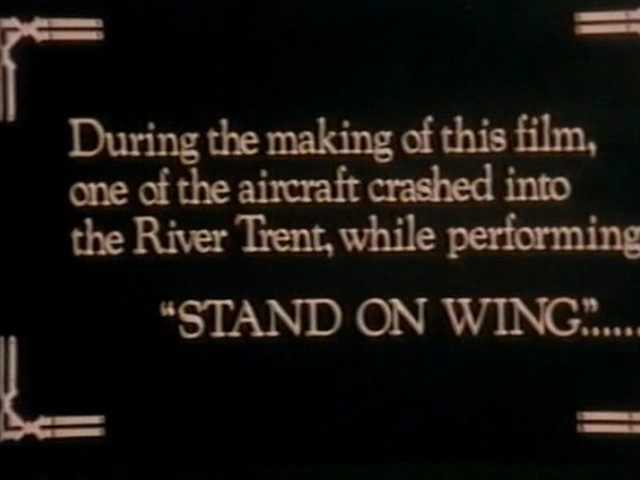 During the making of this film,
one of the aircraft crashed into
the River Trent, while performing
“STAND ON WING”......